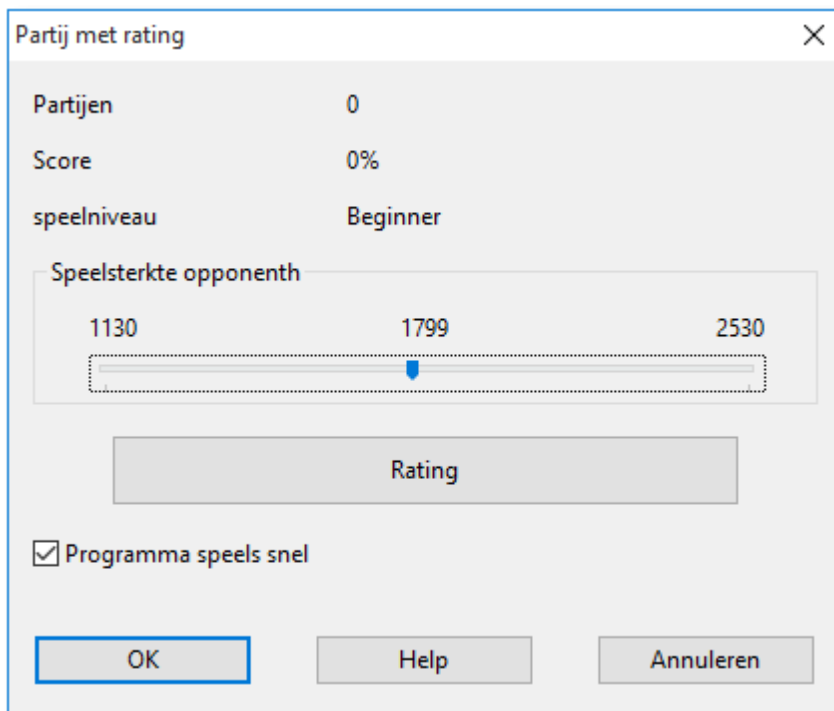 Partij met rating
Partijen 0
Score 0%
speelniveau Beginner
Speelsterkte opponenth
1130 1799 2530
Rating
Programma speels snel
OK Help Annuleren